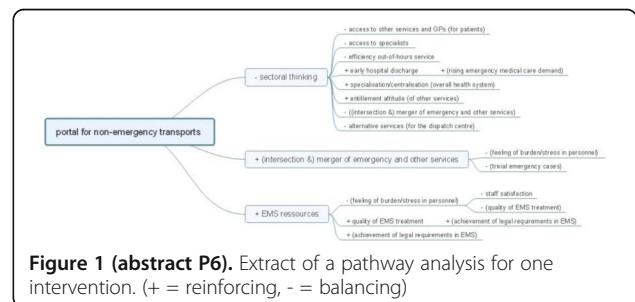 - access to other services and GPs (for patients)
- access to specialists
- efficiency out-of-hours service
- sectoral thinking
+ early hospital discharge + (rising emergency medical care demand)
+ specialisation/centralisation (overall health system)
+ entitlement attitude (of other services)
- ((intersection &) merger of emergency and other services)
- alternative services (for the dispatch centre)
portal for non-emergency transports
+ (intersection &) merger of emergency and other services
- (feeling of burden/stress in personnel)
- (trivial emergency cases)
+ EMS ressources
- (feeling of burden/stress in personnel)
- staff satisfaction
- (quality of EMS treatment)
+ quality of EMS treatment + (achievement of legal requirements in EMS)
+ (achievement of legal requirements in EMS)
Figure 1 (abstract P6). Extract of a pathway analysis for one
intervention. (+ = reinforcing, - = balancing)